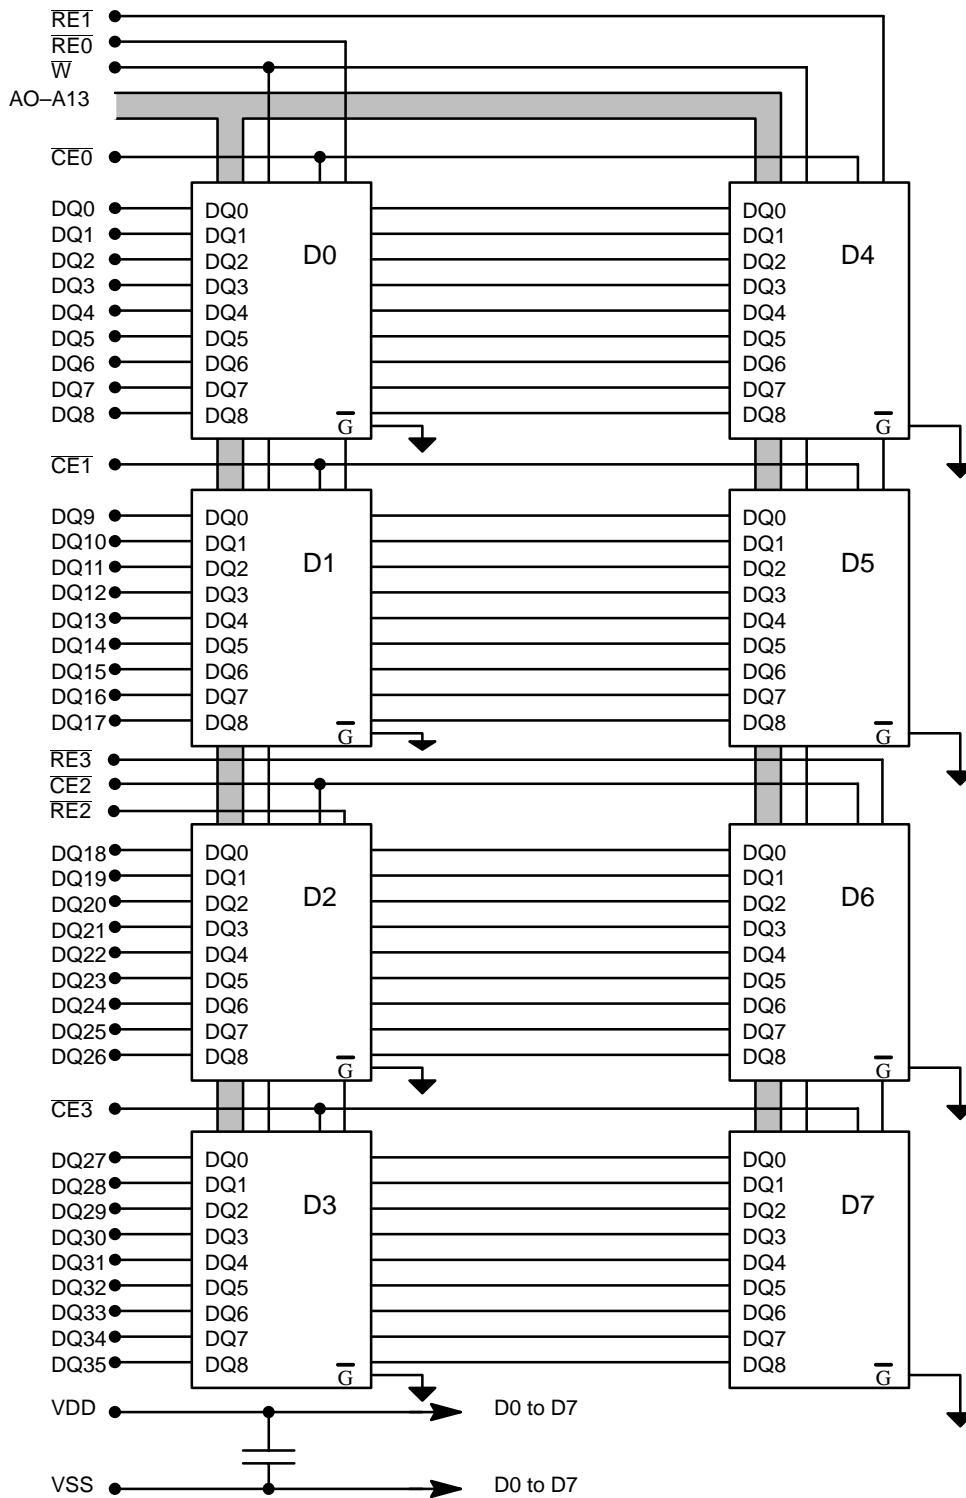 RE1
RE0
W
AO–A13
CE0
DQ0 DQ0 DQ0
DQ1 DQ1 DQ1
D0 D4
DQ2 DQ2 DQ2
DQ3 DQ3 DQ3
DQ4 DQ4 DQ4
DQ5 DQ5 DQ5
DQ6 DQ6 DQ6
DQ7 DQ7 DQ7
DQ8 DQ8 G DQ8 G
CE1
DQ9 DQ0 DQ0
DQ10 DQ1 DQ1
D1 D5
DQ11 DQ2 DQ2
DQ12 DQ3 DQ3
DQ13 DQ4 DQ4
DQ14 DQ5 DQ5
DQ15 DQ6 DQ6
DQ16 DQ7 DQ7
DQ17 DQ8 G DQ8 G
RE3
CE2
RE2
DQ18 DQ0 DQ0
DQ19 DQ1 DQ1
D2 D6
DQ20 DQ2 DQ2
DQ21 DQ3 DQ3
DQ22 DQ4 DQ4
DQ23 DQ5 DQ5
DQ24 DQ6 DQ6
DQ25 DQ7 DQ7
DQ26 DQ8 G DQ8 G
CE3
DQ27 DQ0 DQ0
DQ28 DQ1 DQ1
D3 D7
DQ29 DQ2 DQ2
DQ30 DQ3 DQ3
DQ31 DQ4 DQ4
DQ32 DQ5 DQ5
DQ33 DQ6 DQ6
DQ34 DQ7 DQ7
DQ35 DQ8 G DQ8 G
VDD D0 to D7
VSS D0 to D7